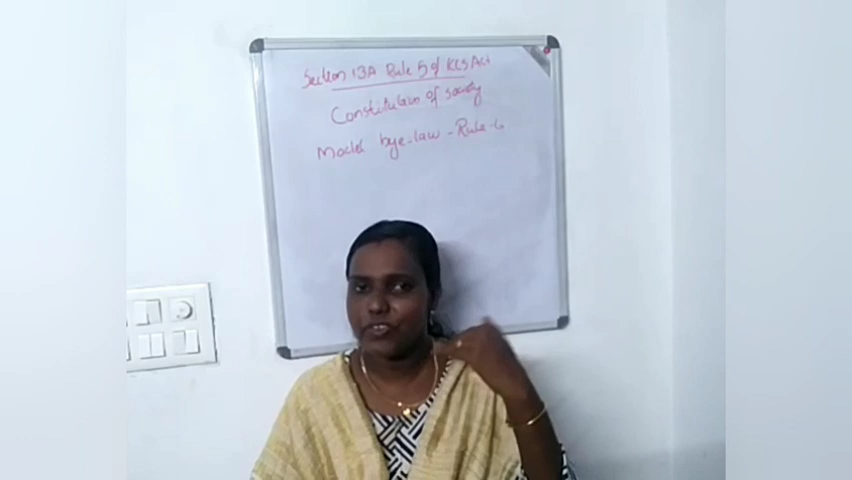 Section 13A Rule 5 of KCS Act
Constitution of society
Model bye-law - Rule-6